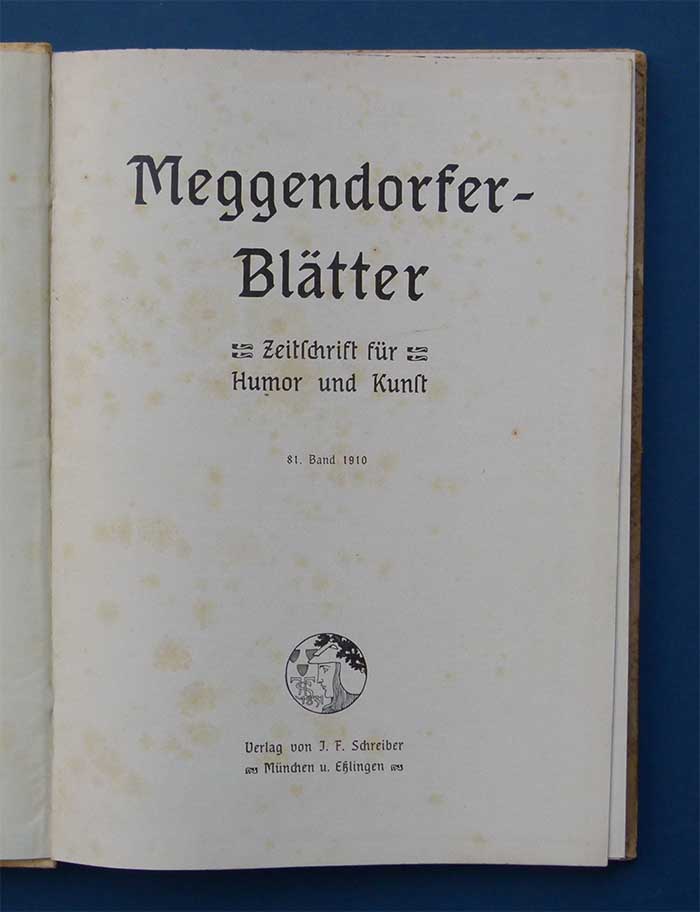 Meggendorfer-
Blätter
Zeitſchrift für
Humor und Kunſt
81. Band 1910
Verlag von J. F. Schreiber
München u. Eßlingen